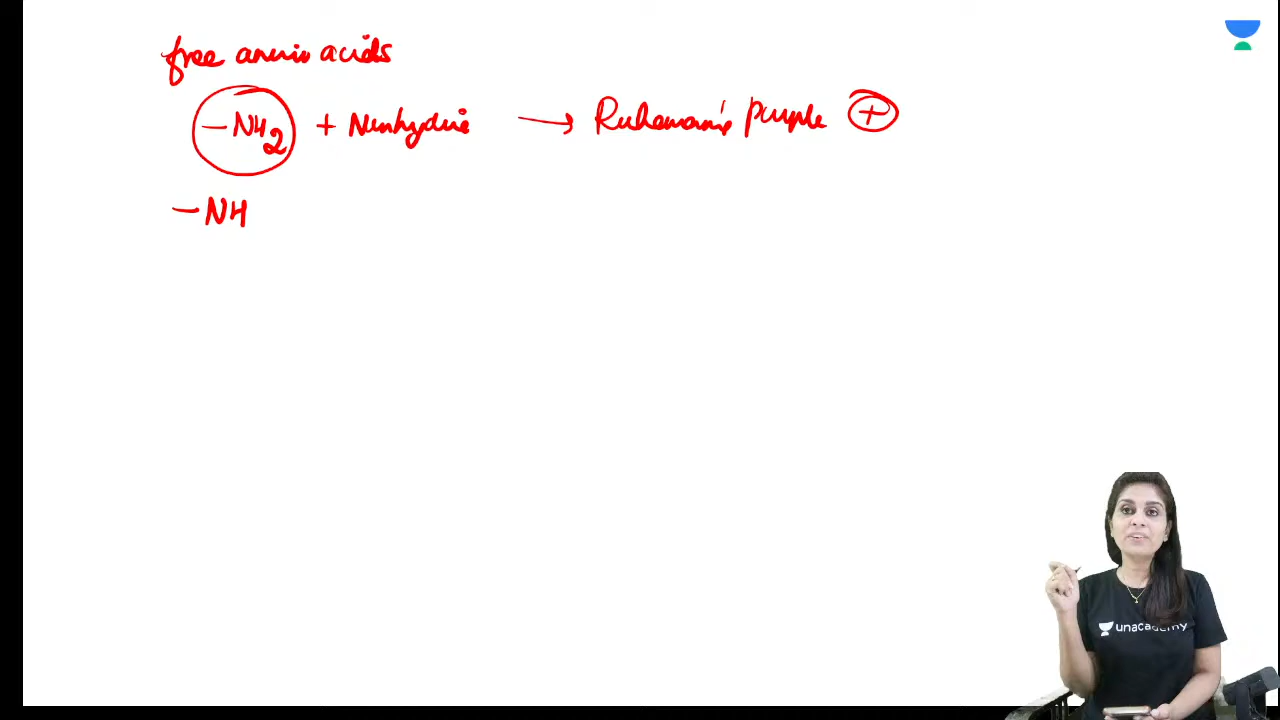 free amino acids
-NH2 + Ninhydrin → Ruhemann's purple +
-NH
unacademy